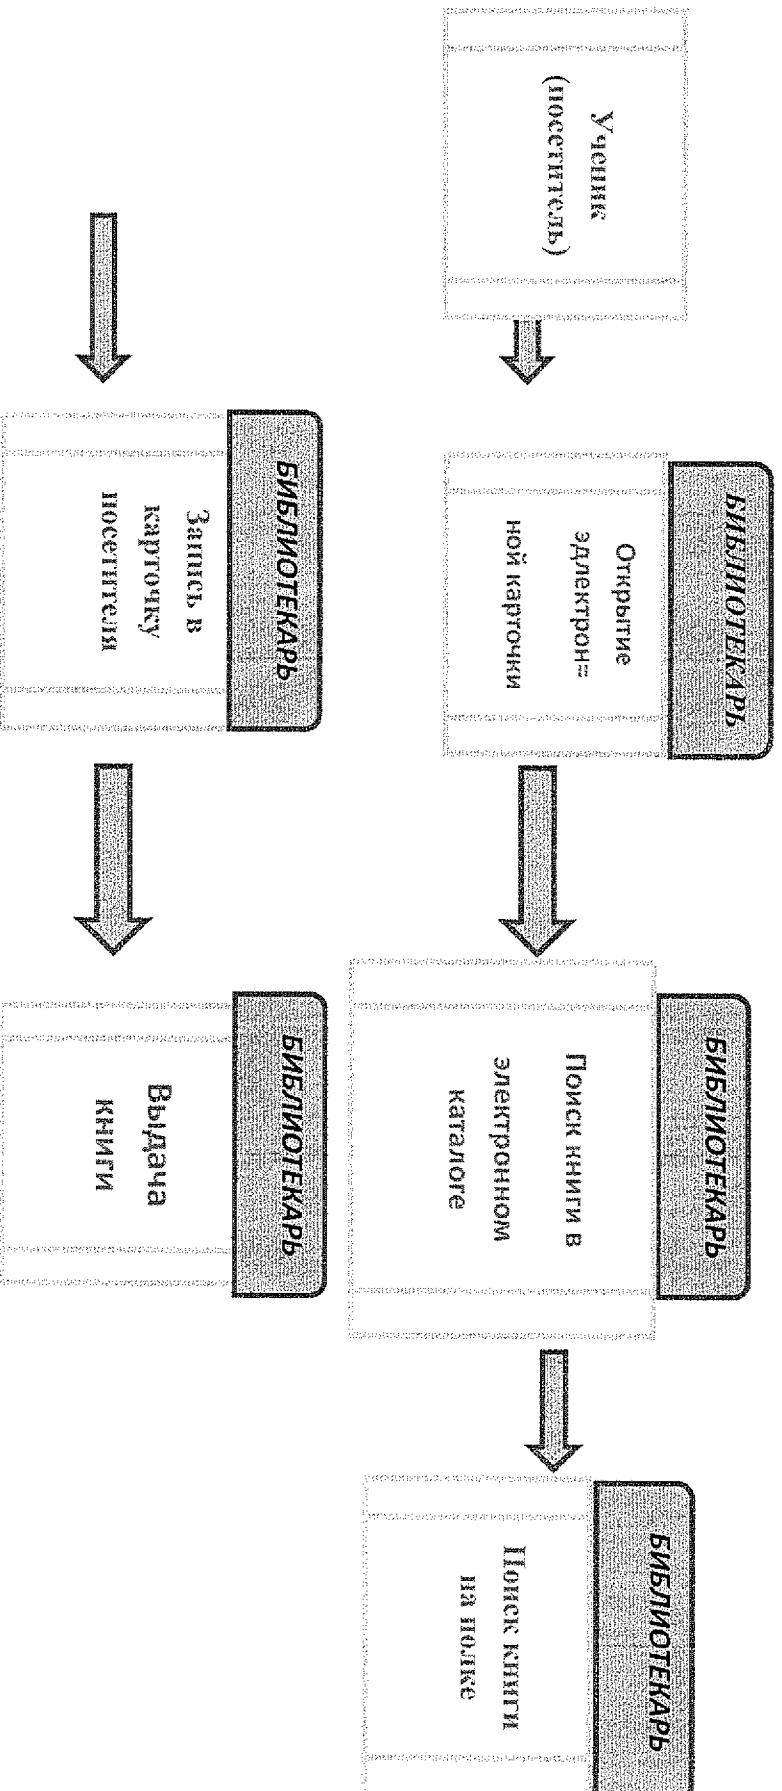 Ученик
(посетитель)
БИБЛИОТЕКАРЬ
Открытие
эдлектрон=
ной карточки
БИБЛИОТЕКАРЬ
Поиск книги в
электронном
каталоге
БИБЛИОТЕКАРЬ
Поиск книги
на полке
БИБЛИОТЕКАРЬ
Запись в
карточку
посетителя
БИБЛИОТЕКАРЬ
Выдача
книги